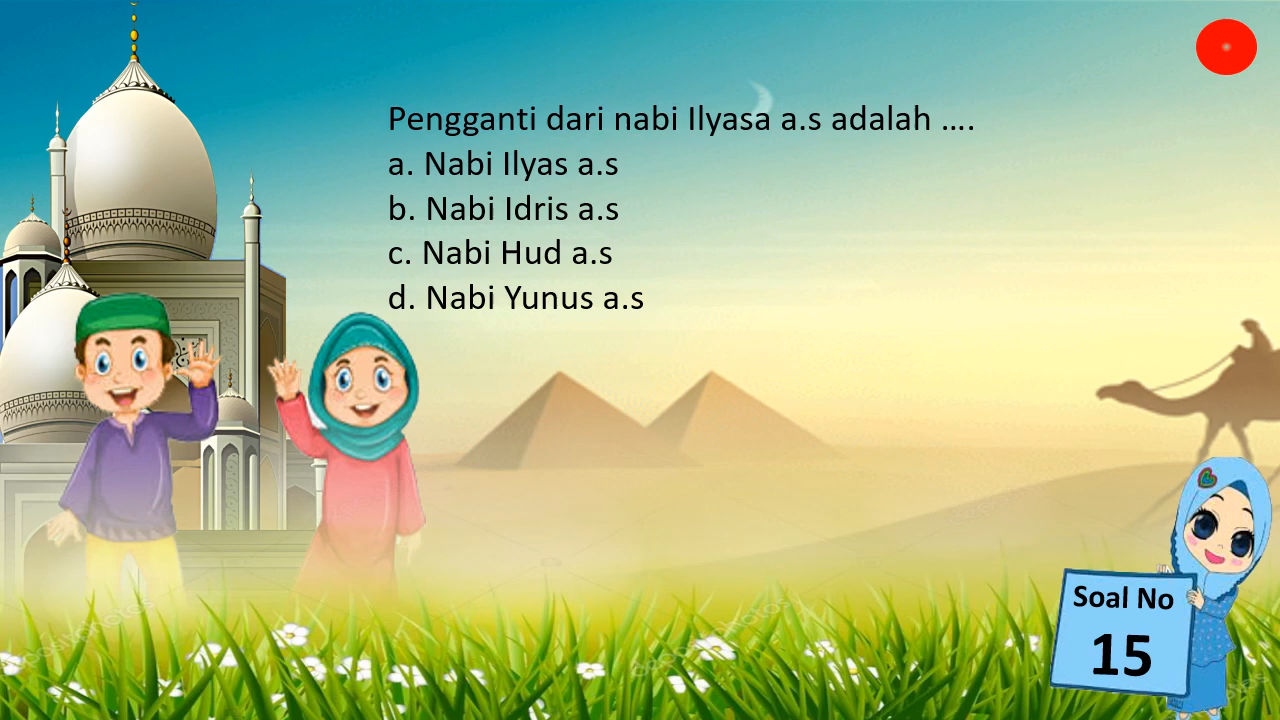 Pengganti dari nabi Ilyasa a.s adalah ....
a. Nabi Ilyas a.s
b. Nabi Idris a.s
c. Nabi Hud a.s
d. Nabi Yunus a.s
Soal No
15